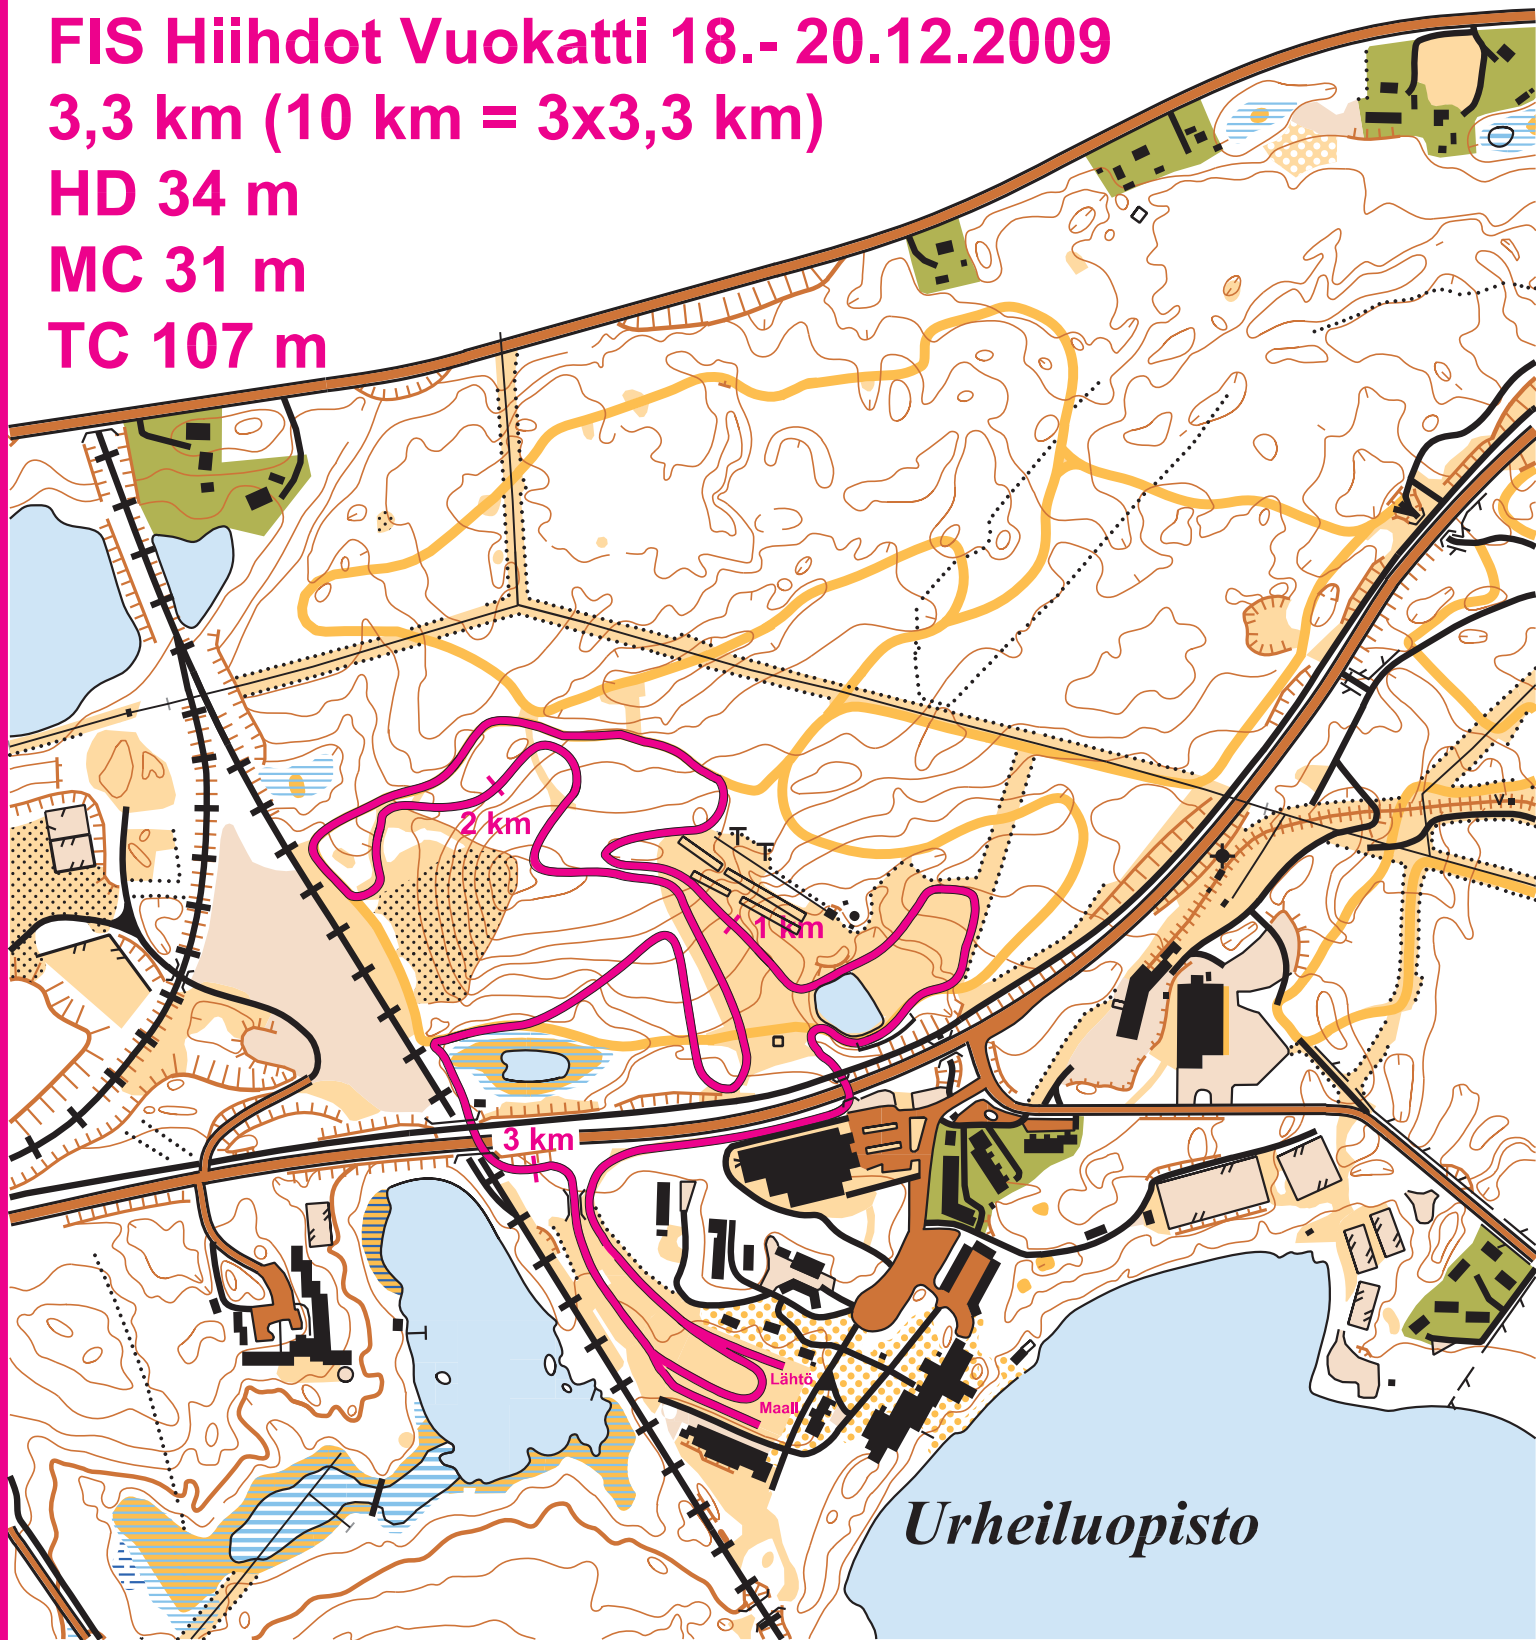 FIS Hiihdot Vuokatti 18.- 20.12.2009
3,3 km (10 km = 3x3,3 km)
HD 34 m
MC 31 m
TC 107 m
2 km
1 km
3 km
Lähtö
Maali
Urheiluopisto